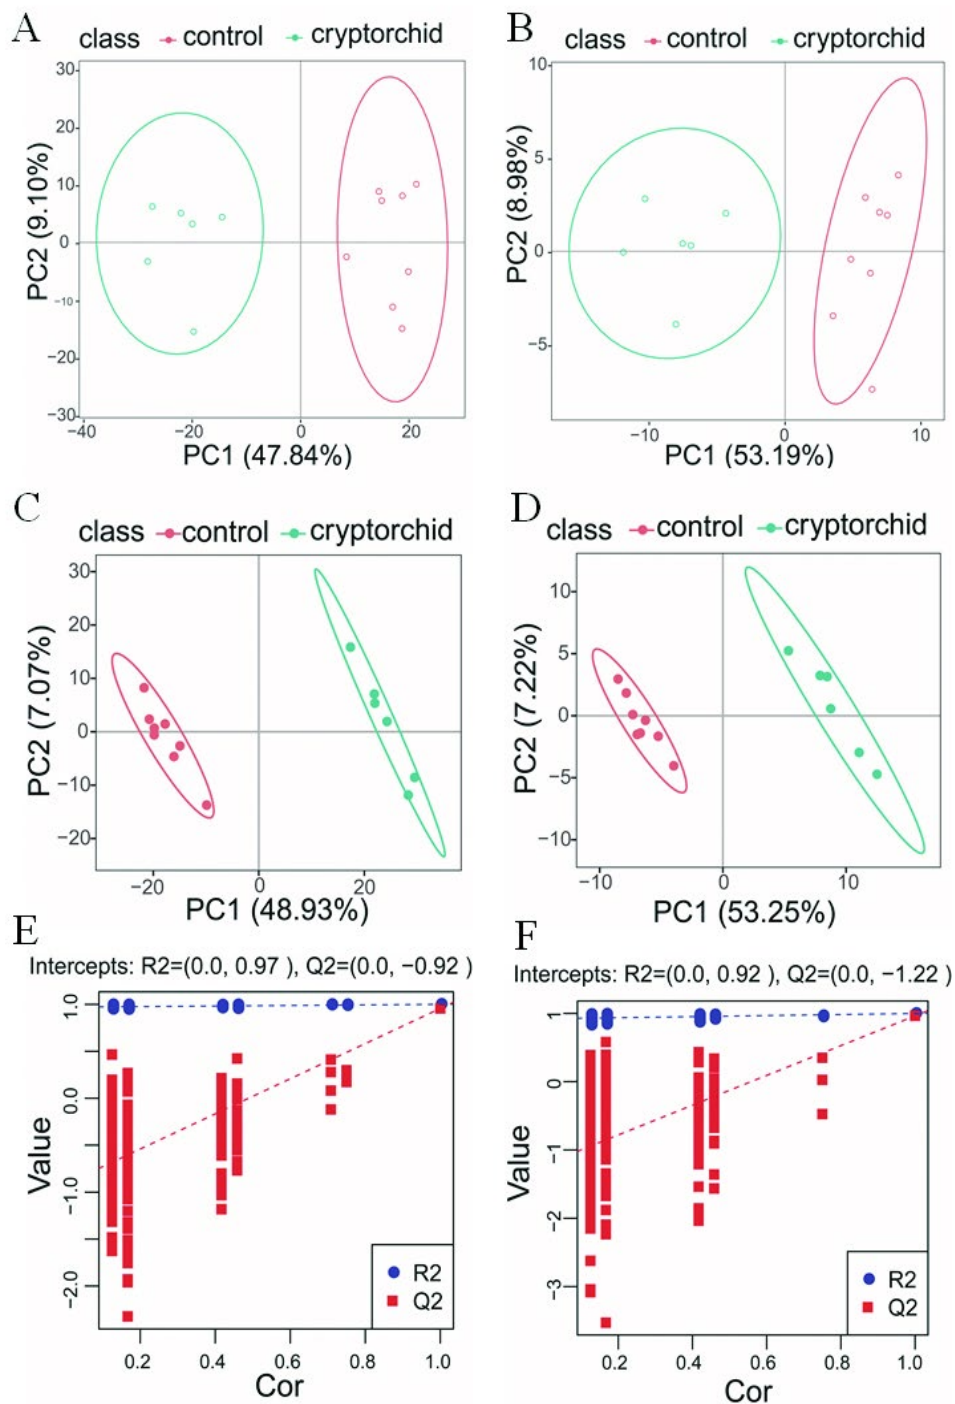 A
class control cryptorchid
30
20
10
0
−10
−20
−30
−40 −20 0 20
PC2 (9.10%)
PC1 (47.84%)
B
class control cryptorchid
10
5
0
−5
−10 0 10
PC2 (8.98%)
PC1 (53.19%)
C
class control cryptorchid
30
20
10
0
−10
−20
−20 0 20
PC2 (7.07%)
PC1 (48.93%)
D
class control cryptorchid
10
5
0
−5
−10
−10 0 10
PC2 (7.22%)
PC1 (53.25%)
E
Intercepts: R2=(0.0, 0.97 ), Q2=(0.0, −0.92 )
1.0
0.0
−1.0
−2.0
Value
R2
Q2
0.2 0.4 0.6 0.8 1.0
Cor
F
Intercepts: R2=(0.0, 0.92 ), Q2=(0.0, −1.22 )
1
0
−1
−2
−3
Value
R2
Q2
0.2 0.4 0.6 0.8 1.0
Cor